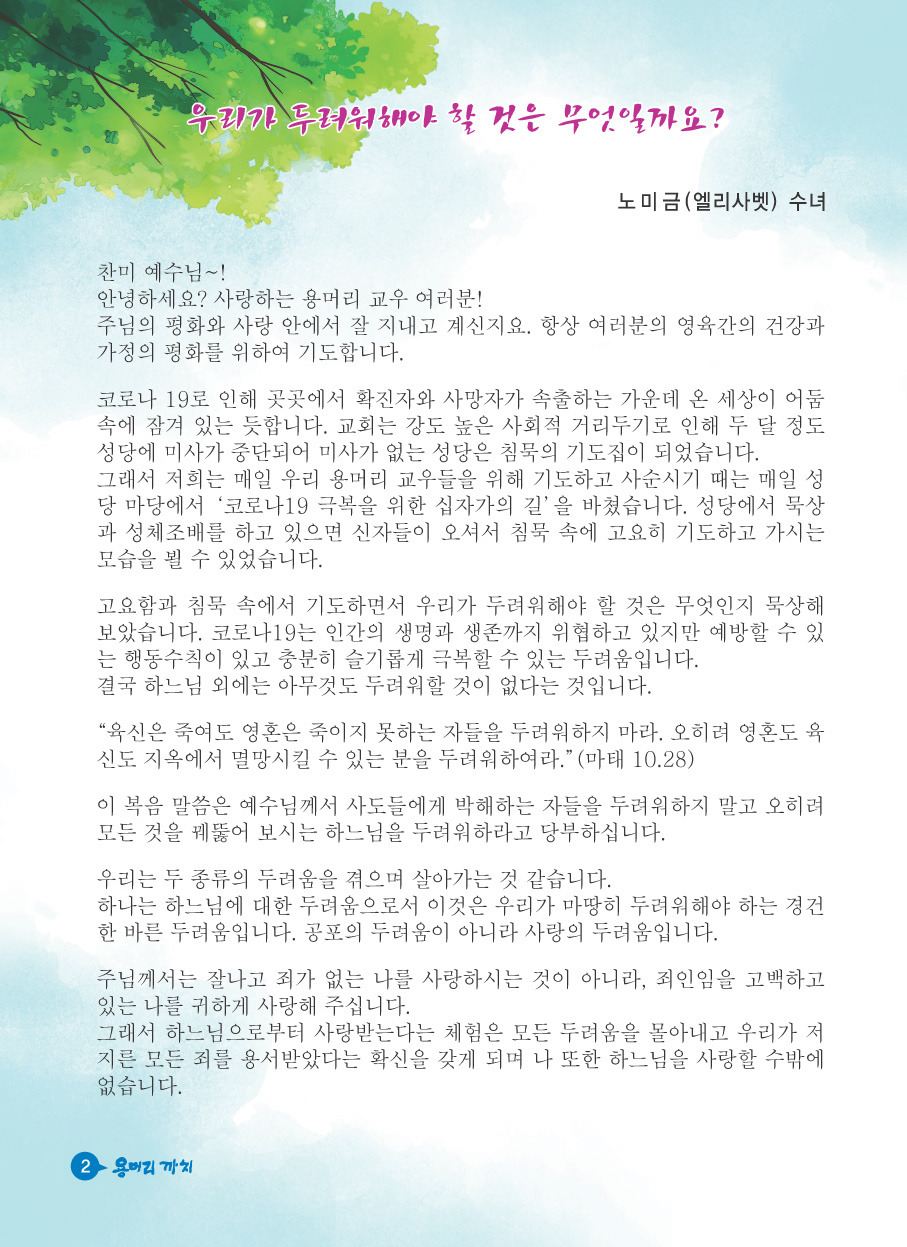 우리가 두려워해야 할 것은 무엇일까요?
노미금(엘리사벳) 수녀
찬미 예수님~!
안녕하세요? 사랑하는 용머리 교우 여러분!
주님의 평화와 사랑 안에서 잘 지내고 계신지요. 항상 여러분의 영육간의 건강과
가정의 평화를 위하여 기도합니다.
코로나 19로 인해 곳곳에서 확진자와 사망자가 속출하는 가운데 온 세상이 어둠
속에 잠겨 있는 듯합니다. 교회는 강도 높은 사회적 거리두기로 인해 두 달 정도
성당에 미사가 중단되어 미사가 없는 성당은 침묵의 기도집이 되었습니다.
그래서 저희는 매일 우리 용머리 교우들을 위해 기도하고 사순시기 때는 매일 성
당 마당에서 ‘코로나19 극복을 위한 십자가의 길’을 바쳤습니다. 성당에서 묵상
과 성체조배를 하고 있으면 신자들이 오셔서 침묵 속에 고요히 기도하고 가시는
모습을 뵐 수 있었습니다.
고요함과 침묵 속에서 기도하면서 우리가 두려워해야 할 것은 무엇인지 묵상해
보았습니다. 코로나19는 인간의 생명과 생존까지 위협하고 있지만 예방할 수 있
는 행동수칙이 있고 충분히 슬기롭게 극복할 수 있는 두려움입니다.
결국 하느님 외에는 아무것도 두려워할 것이 없다는 것입니다.
“육신은 죽여도 영혼은 죽이지 못하는 자들을 두려워하지 마라. 오히려 영혼도 육
신도 지옥에서 멸망시킬 수 있는 분을 두려워하여라.”(마태 10.28)
이 복음 말씀은 예수님께서 사도들에게 박해하는 자들을 두려워하지 말고 오히려
모든 것을 꿰뚫어 보시는 하느님을 두려워하라고 당부하십니다.
우리는 두 종류의 두려움을 겪으며 살아가는 것 같습니다.
하나는 하느님에 대한 두려움으로서 이것은 우리가 마땅히 두려워해야 하는 경건
한 바른 두려움입니다. 공포의 두려움이 아니라 사랑의 두려움입니다.
주님께서는 잘나고 죄가 없는 나를 사랑하시는 것이 아니라, 죄인임을 고백하고
있는 나를 귀하게 사랑해 주십니다.
그래서 하느님으로부터 사랑받는다는 체험은 모든 두려움을 몰아내고 우리가 저
지른 모든 죄를 용서받았다는 확신을 갖게 되며 나 또한 하느님을 사랑할 수밖에
없습니다.
2 용머리 까치